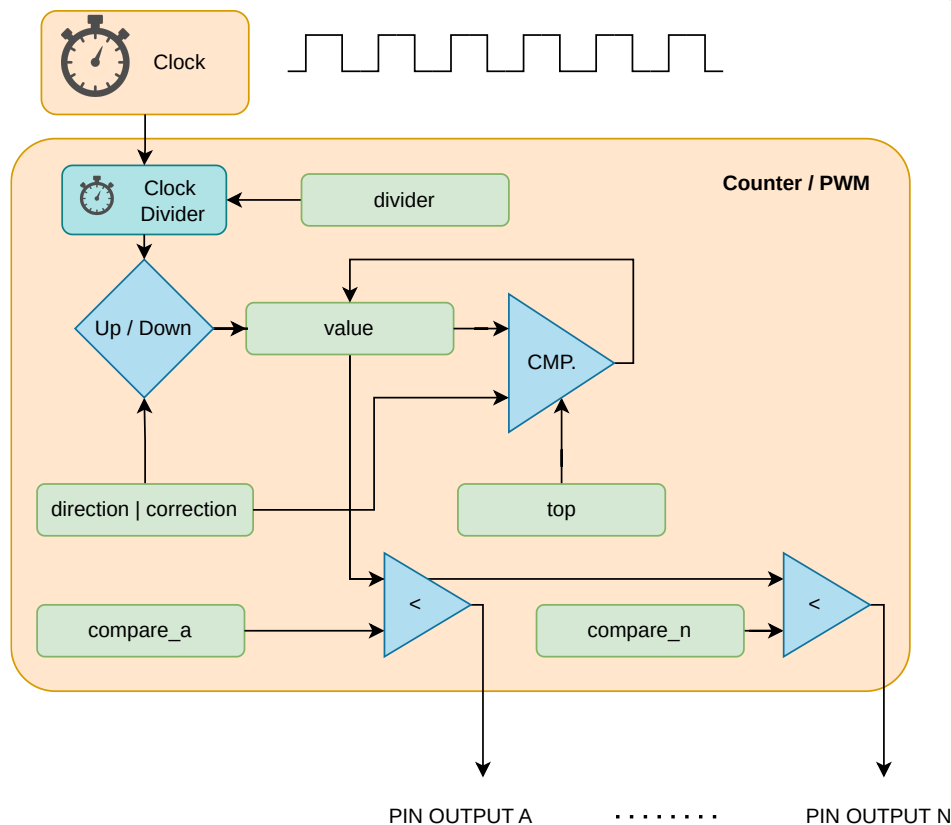 Clock
Clock
Divider
divider
Counter / PWM
Up / Down
value
CMP.
direction | correction
top
<
<
compare_a
compare_n
PIN OUTPUT A
. . . . . . . .
PIN OUTPUT N